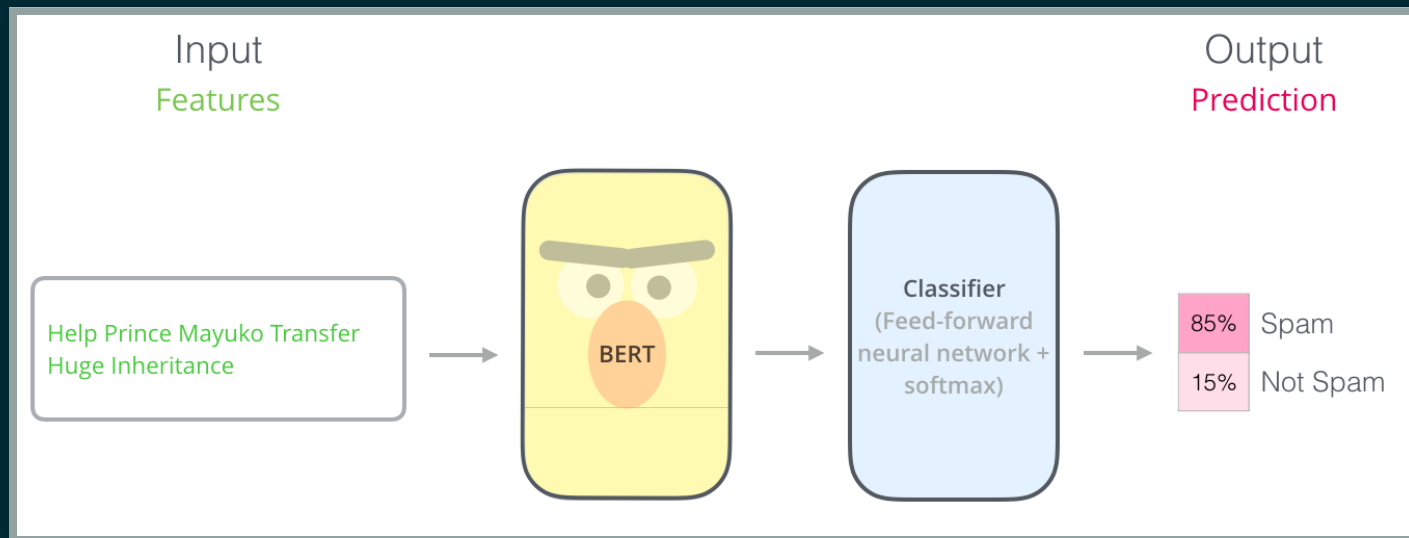 Input
Features
Output
Prediction
Help Prince Mayuko Transfer
Huge Inheritance
BERT
Classifier
(Feed-forward
neural network +
softmax)
85% Spam
15% Not Spam